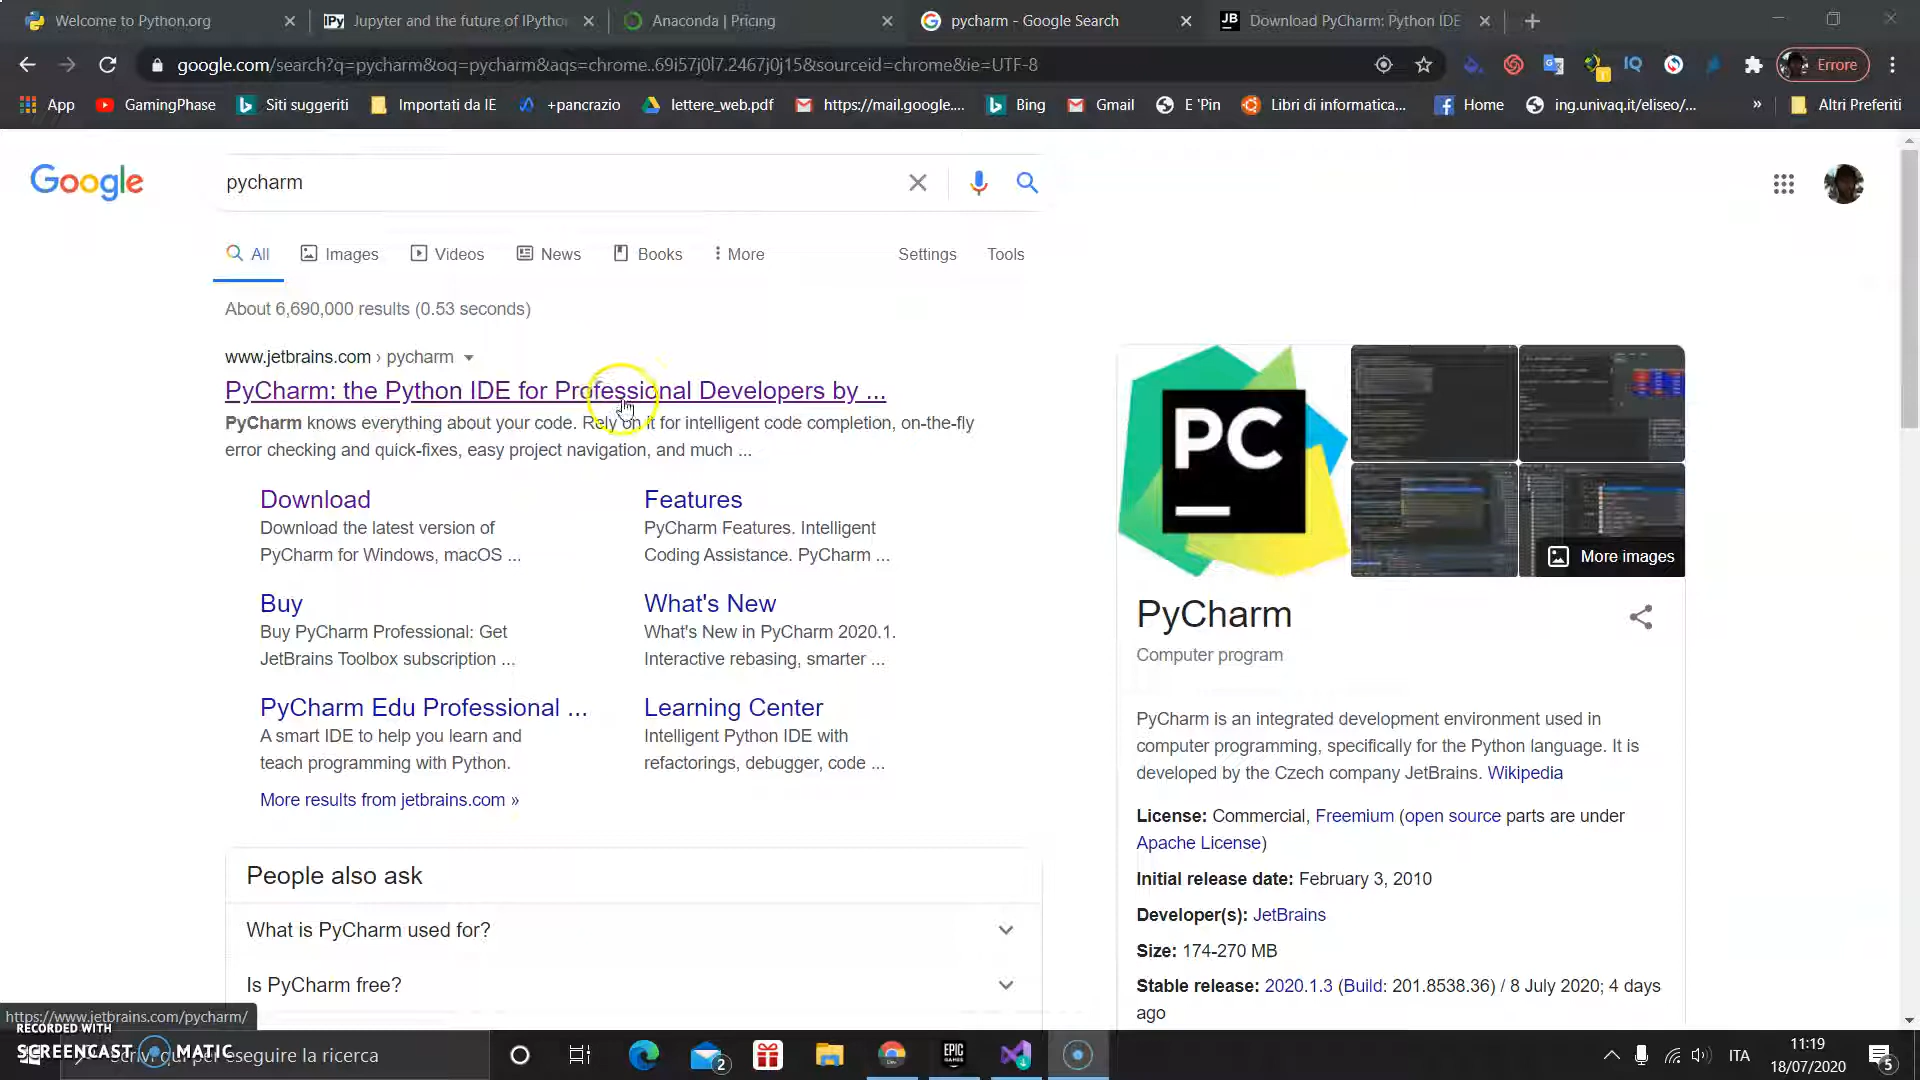 Welcome to Python.org
IPy Jupyter and the future of IPytho
Anaconda | Pricing
pycharm - Google Search
JB Download PyCharm: Python IDE
google.com/search?q=pycharm&oq=pycharm&aqs=chrome..69i57j0l7.2467j0j15&sourceid=chrome&ie=UTF-8
IQ
Errore
App
GamingPhase
Siti suggeriti
Importati da IE
+pancrazio
lettere_web.pdf
https://mail.google....
Bing
Gmail
E 'Pin
Libri di informatica...
Home
ing.univaq.it/eliseo/...
»
Altri Preferiti
Google
pycharm
All
Images
Videos
News
Books
More
Settings
Tools
About 6,690,000 results (0.53 seconds)
www.jetbrains.com › pycharm
PyCharm: the Python IDE for Professional Developers by ...
PyCharm knows everything about your code. Rely on it for intelligent code completion, on-the-fly
error checking and quick-fixes, easy project navigation, and much ...
Download
Download the latest version of
PyCharm for Windows, macOS ...
Features
PyCharm Features. Intelligent
Coding Assistance. PyCharm ...
Buy
Buy PyCharm Professional: Get
JetBrains Toolbox subscription ...
What's New
What's New in PyCharm 2020.1.
Interactive rebasing, smarter ...
PyCharm Edu Professional ...
A smart IDE to help you learn and
teach programming with Python.
Learning Center
Intelligent Python IDE with
refactorings, debugger, code ...
More results from jetbrains.com »
People also ask
What is PyCharm used for?
Is PyCharm free?
PC
More images
PyCharm
Computer program
PyCharm is an integrated development environment used in
computer programming, specifically for the Python language. It is
developed by the Czech company JetBrains. Wikipedia
License: Commercial, Freemium (open source parts are under
Apache License)
Initial release date: February 3, 2010
Developer(s): JetBrains
Size: 174-270 MB
Stable release: 2020.1.3 (Build: 201.8538.36) / 8 July 2020; 4 days
ago
https://www.jetbrains.com/pycharm/
RECORDED WITH
SCREENCAST MATIC
Scrivi qui per eseguire la ricerca
2
EPIC
GAMES
ITA
11:19
18/07/2020
5